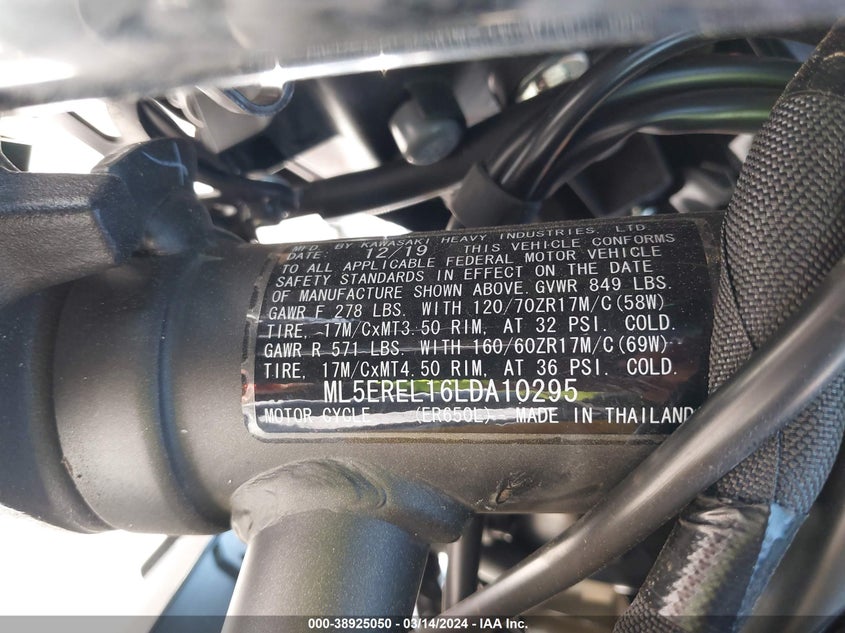 MFD. BY KAWASAKI HEAVY INDUSTRIES, LTD
DATE: 12/19 THIS VEHICLE CONFORMS
TO ALL APPLICABLE FEDERAL MOTOR VEHICLE
SAFETY STANDARDS IN EFFECT ON THE DATE
OF MANUFACTURE SHOWN ABOVE. GVWR 849 LBS.
GAWR F 278 LBS. WITH 120/70ZR17M/C(58W)
TIRE, 17M/CxMT3.50 RIM, AT 32 PSI. COLD.
GAWR R 571 LBS. WITH 160/60ZR17M/C(69W)
TIRE, 17M/CxMT4.50 RIM, AT 36 PSI. COLD.
ML5EREL16LDA10295
MOTOR CYCLE (ER650L) MADE IN THAILAND
000-38925050 - 03/14/2024 - IAA Inc.